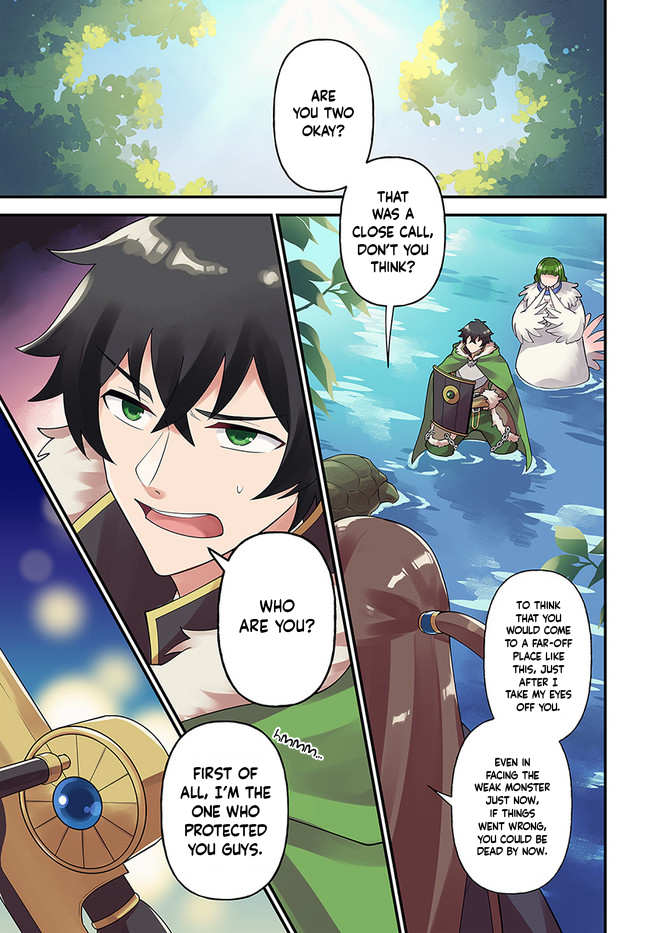 ARE
YOU TWO
OKAY?
THAT
WAS A
CLOSE CALL,
DON'T YOU
THINK?
TO THINK
THAT YOU
WOULD COME
TO A FAR-OFF
PLACE LIKE
THIS, JUST
AFTER I
TAKE MY EYES
OFF YOU.
EVEN IN
FACING THE
WEAK MONSTER
JUST NOW,
IF THINGS
WENT WRONG,
YOU COULD BE
DEAD BY NOW.
WHO
ARE YOU?
hmmm...
FIRST OF
ALL, I'M THE
ONE WHO
PROTECTED
YOU GUYS.